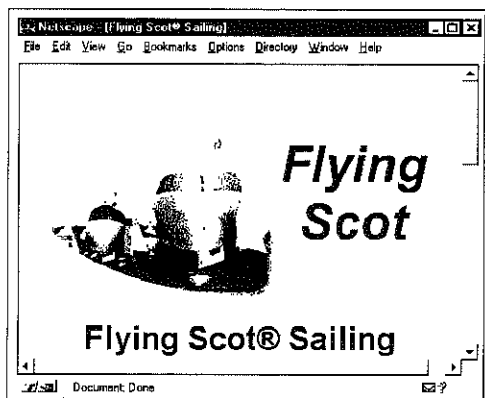 Netscape - [Flying Scot® Sailing]
File Edit View Go Bookmarks Options Directory Window Help
Flying
Scot
Flying Scot® Sailing
Document: Done